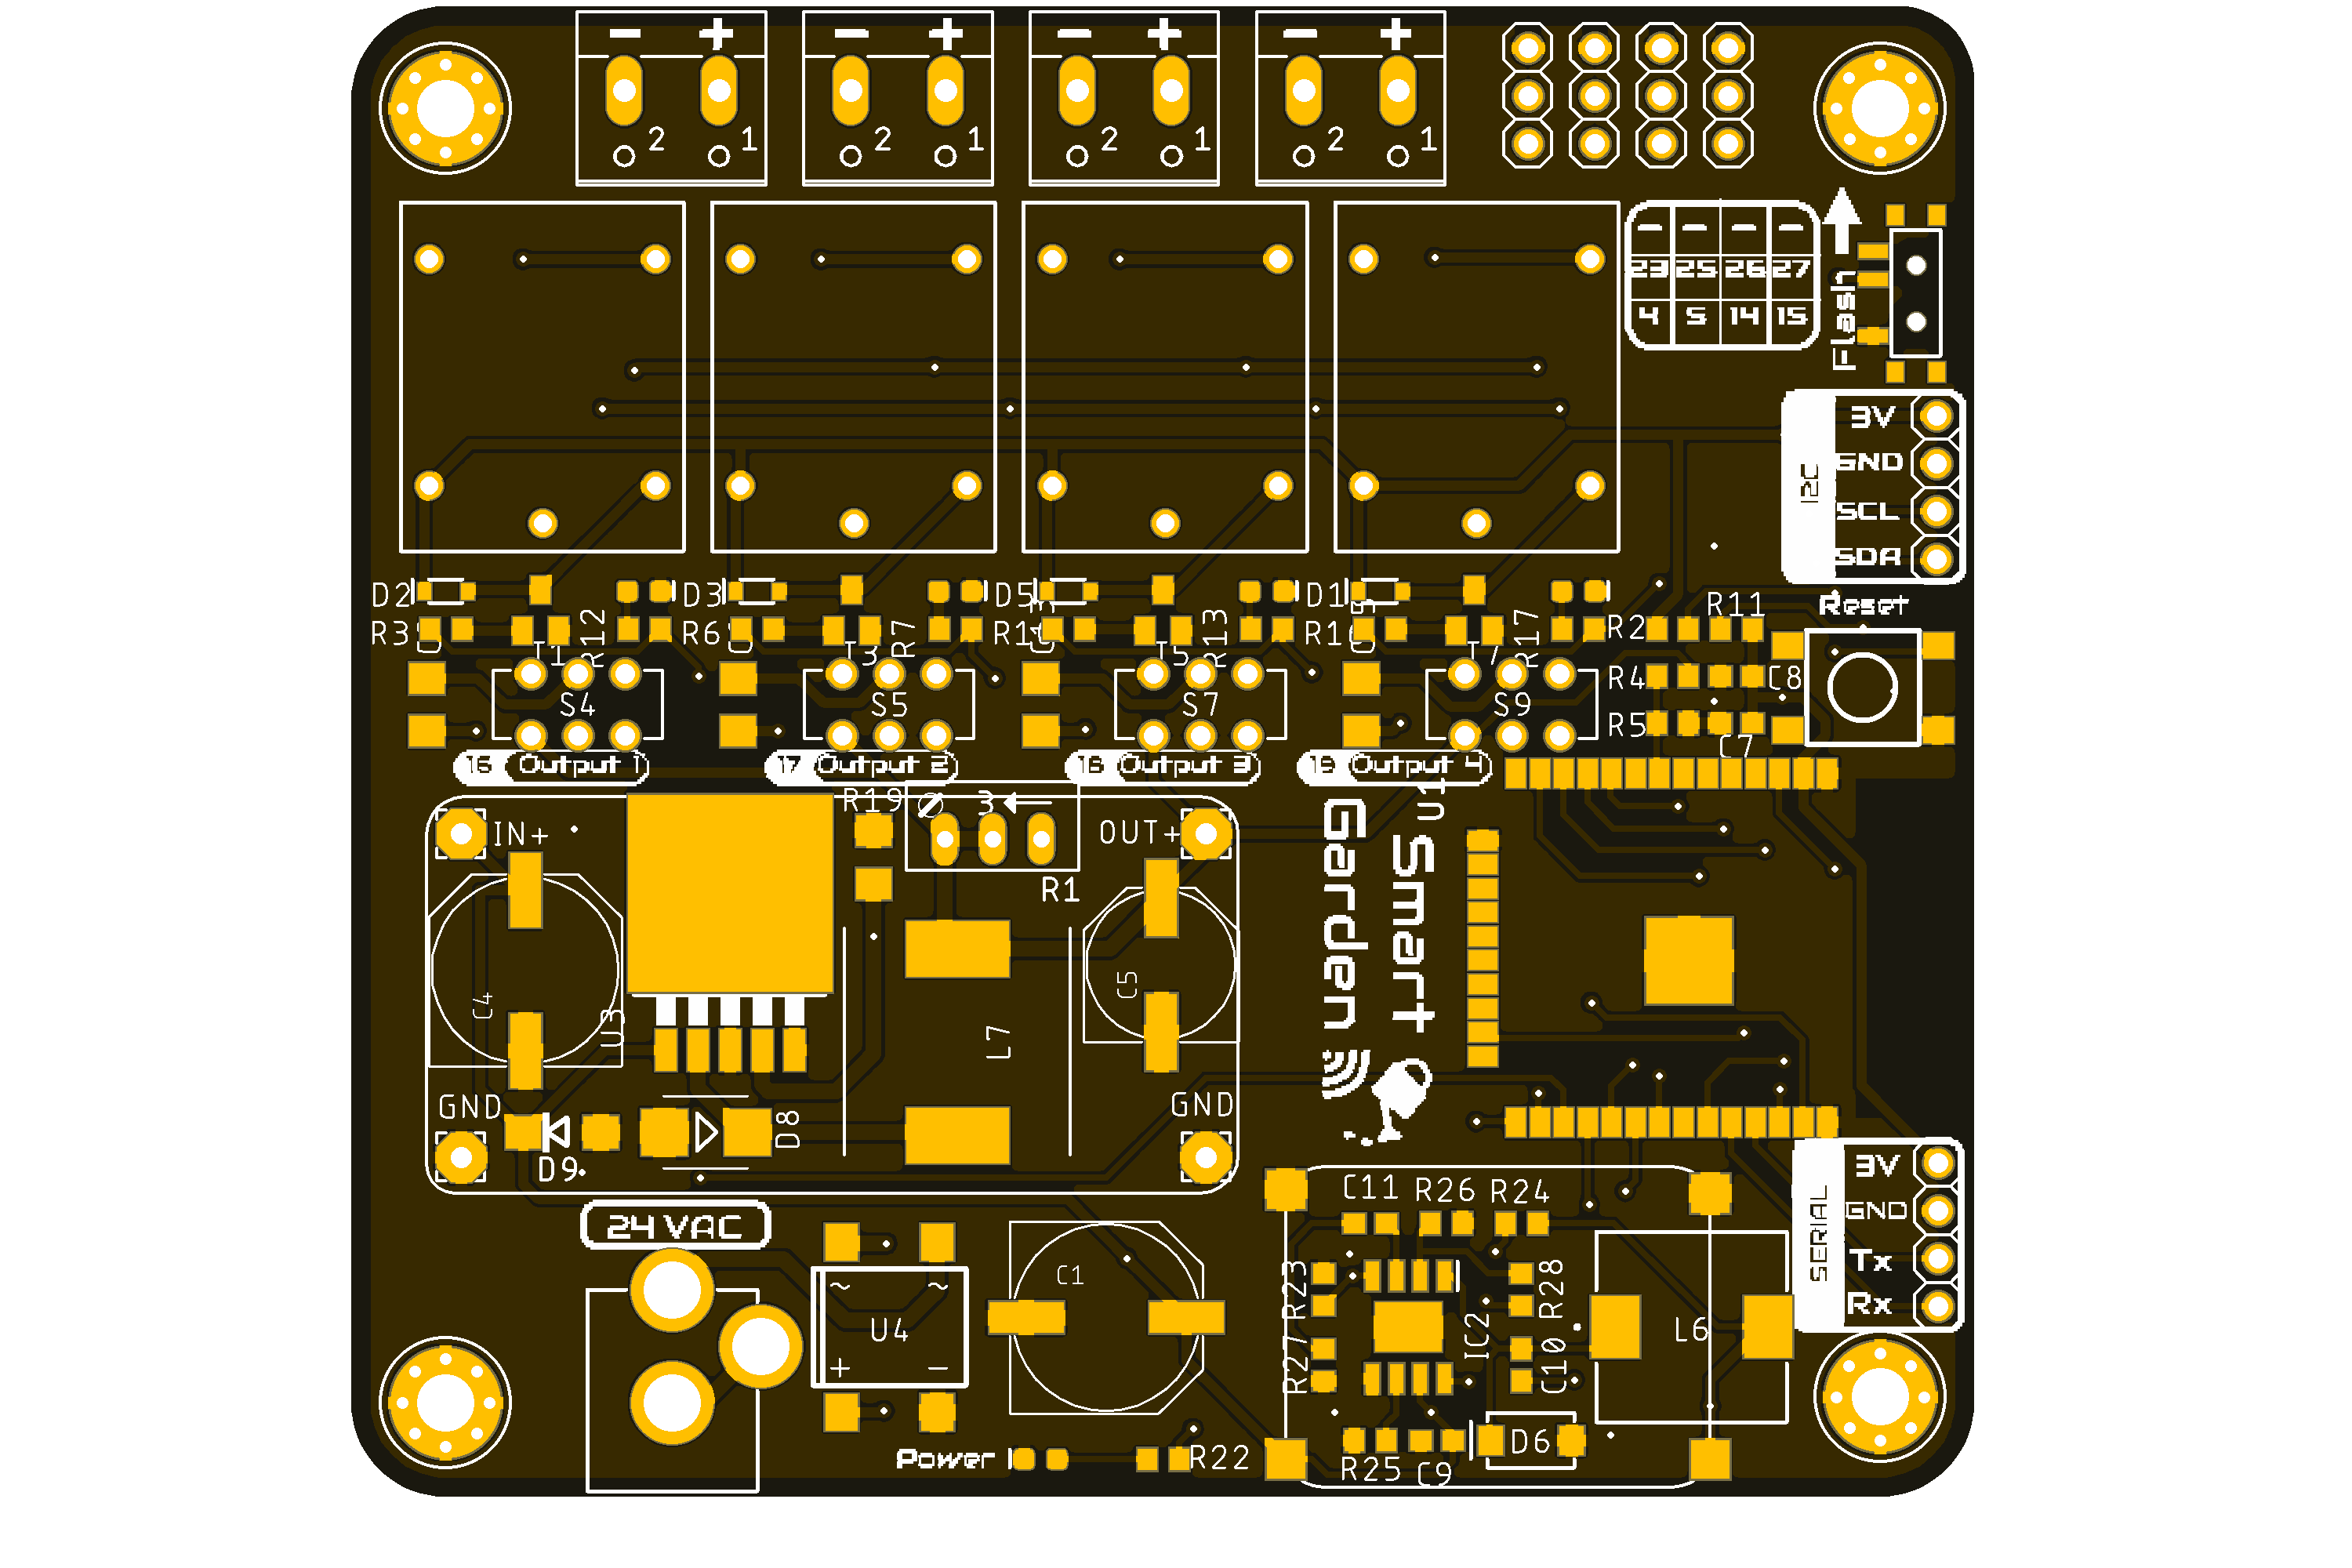 − + − + − + − +
2 1 2 1 2 1 2 1
− − − −
23 25 26 27
4 5 14 15
Flash
3V
GND
SCL
SDA
I2C
Reset
D2 D3 D5 D1
R3 R12 R6 R7 R13 R17 R2 R11
T1 T3 T5 T7
R4 C8
S4 S5 S7 S9
R5
C7
16 Output 1
17 Output 2
18 Output 3
19 Output 4
R19 3
U1
IN+ OUT+
R1
Smart
Garden
C4 U3 L7 C5
GND GND
D8
D9
24 VAC
C11 R26 R24
3V
GND
Tx
Rx
SERIAL
C1
~ ~
U4
+ −
R23 R28
IC2 L6
R27 C10
D6
Power R22
R25 C9